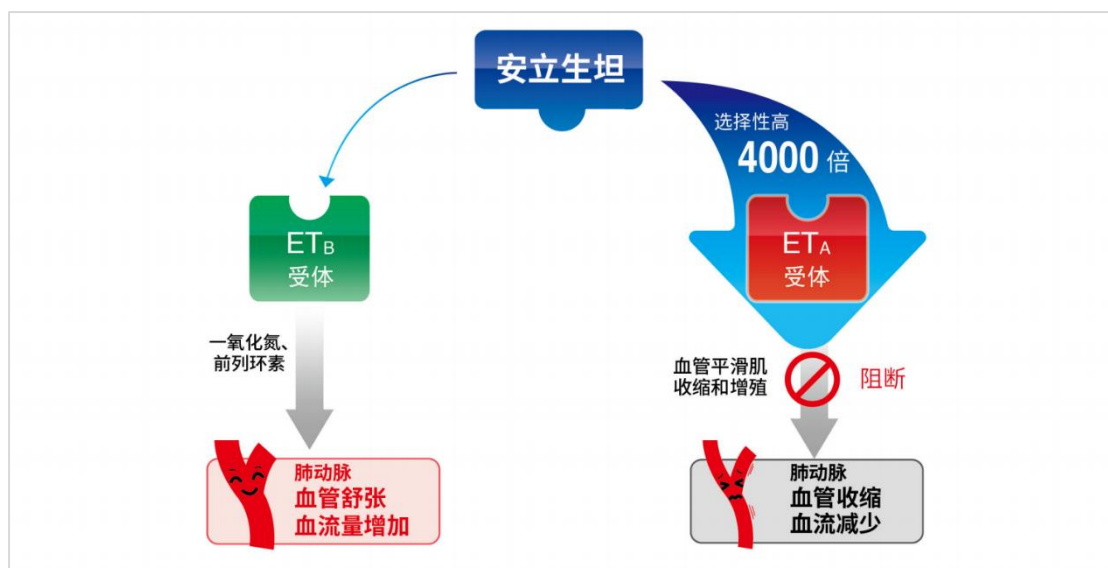 安立生坦
选择性高
4000 倍
ETB
受体
ETA
受体
一氧化氮、
前列环素
血管平滑肌
收缩和增殖
阻断
肺动脉
血管舒张
血流量增加
肺动脉
血管收缩
血流减少